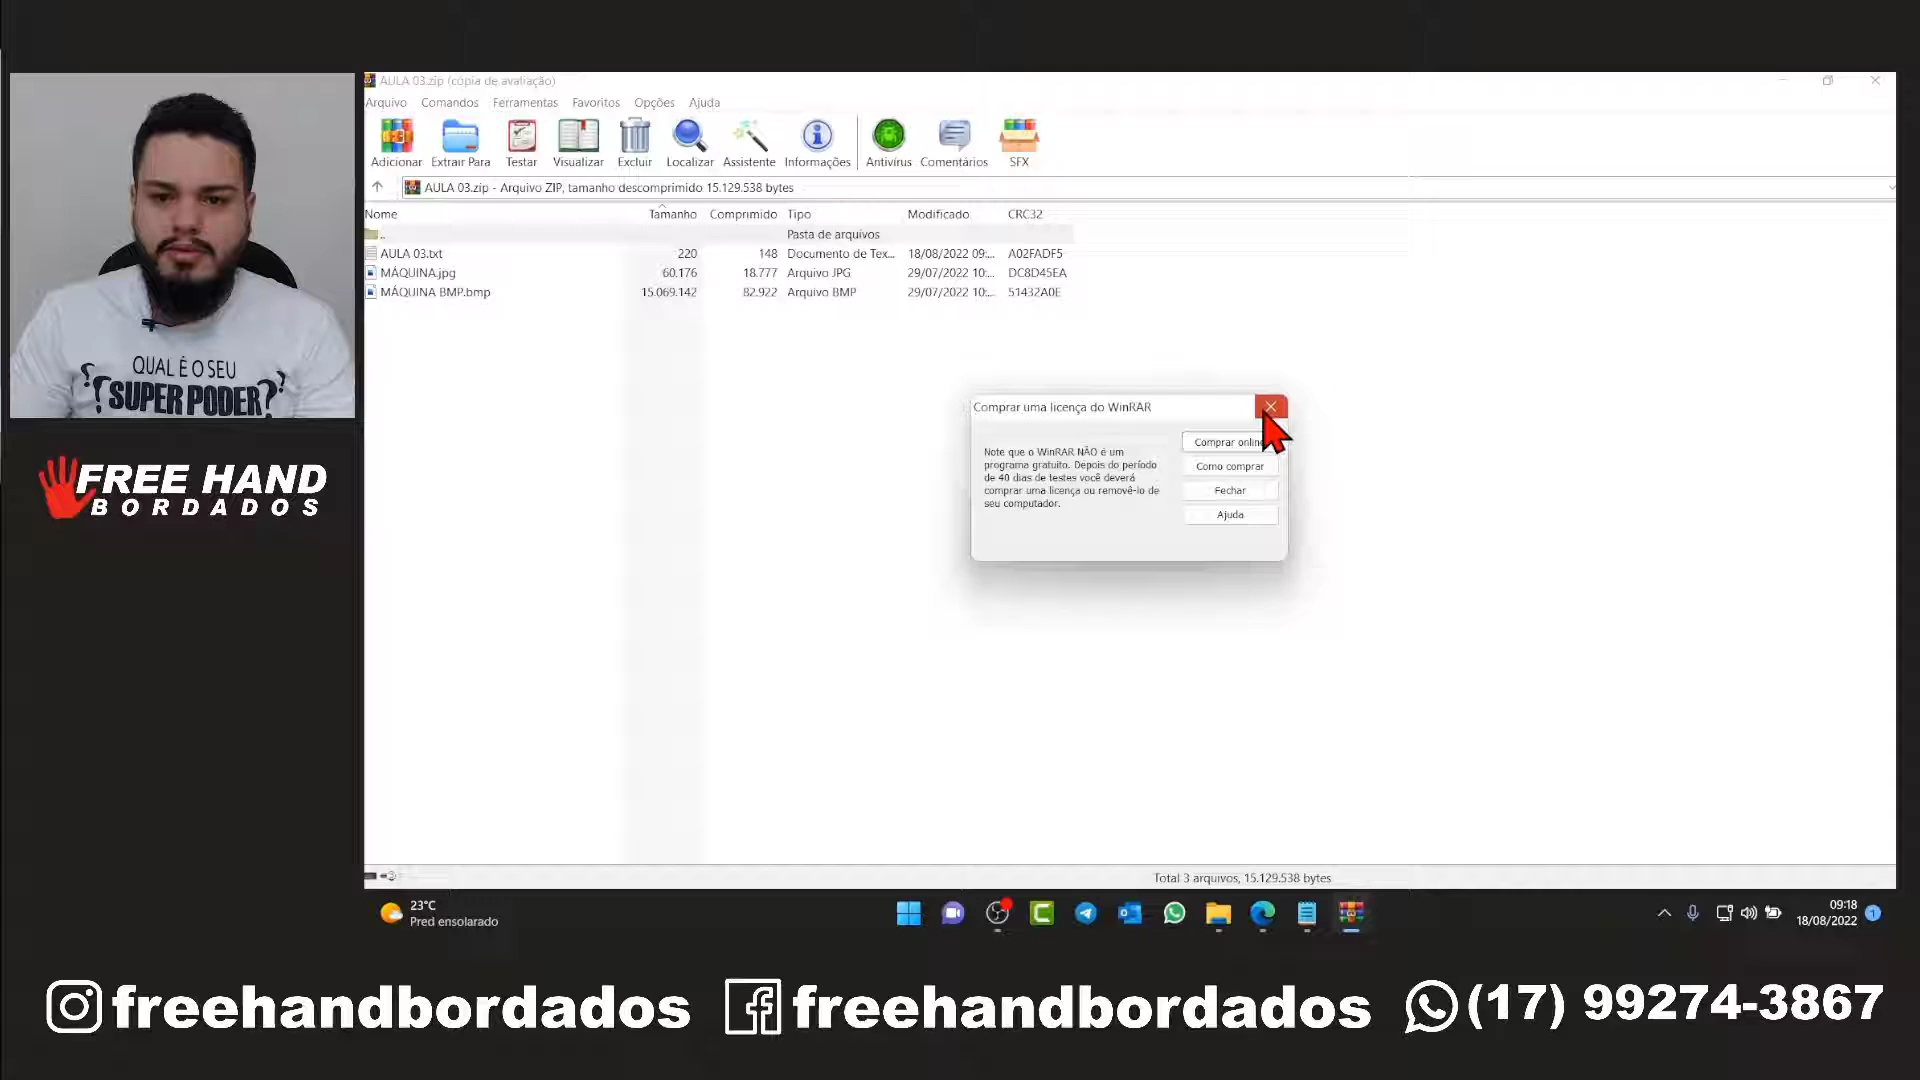 AULA 03.zip (cópia de avaliação)
Arquivo Comandos Ferramentas Favoritos Opções Ajuda
Adicionar Extrair Para Testar Visualizar Excluir Localizar Assistente Informações Antivírus Comentários SFX
AULA 03.zip - Arquivo ZIP, tamanho descomprimido 15.129.538 bytes
Nome Tamanho Comprimido Tipo Modificado CRC32
.. Pasta de arquivos
AULA 03.txt 220 148 Documento de Tex... 18/08/2022 09:... A02FADF5
MÁQUINA.jpg 60.176 18.777 Arquivo JPG 29/07/2022 10:... DC8D45EA
MÁQUINA BMP.bmp 15.069.142 82.922 Arquivo BMP 29/07/2022 10:... 51432A0E
QUAL É O SEU
SUPER PODER?
FREE HAND
BORDADOS
Comprar uma licença do WinRAR
Note que o WinRAR NÃO é um
programa gratuito. Depois do período
de 40 dias de testes você deverá
comprar uma licença ou removê-lo de
seu computador.
Comprar onlin
Como comprar
Fechar
Ajuda
Total 3 arquivos, 15.129.538 bytes
23°C
Pred ensolarado
09:18
18/08/2022
1
freehandbordados freehandbordados (17) 99274-3867